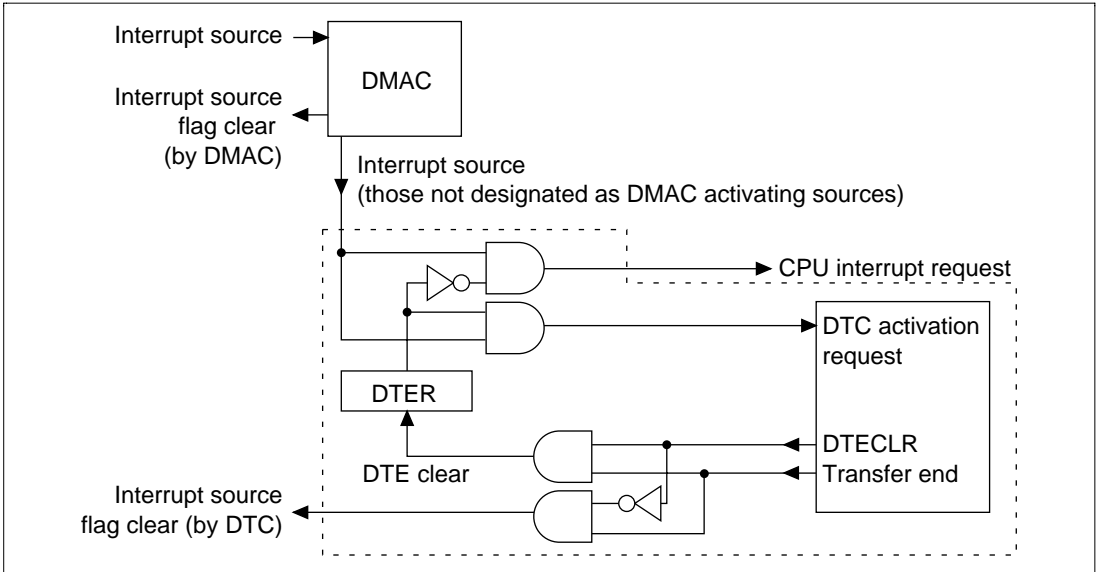 Interrupt source
DMAC
Interrupt source
flag clear
(by DMAC)
Interrupt source
(those not designated as DMAC activating sources)
CPU interrupt request
DTC activation
request
DTER
DTECLR
DTE clear
Transfer end
Interrupt source
flag clear (by DTC)